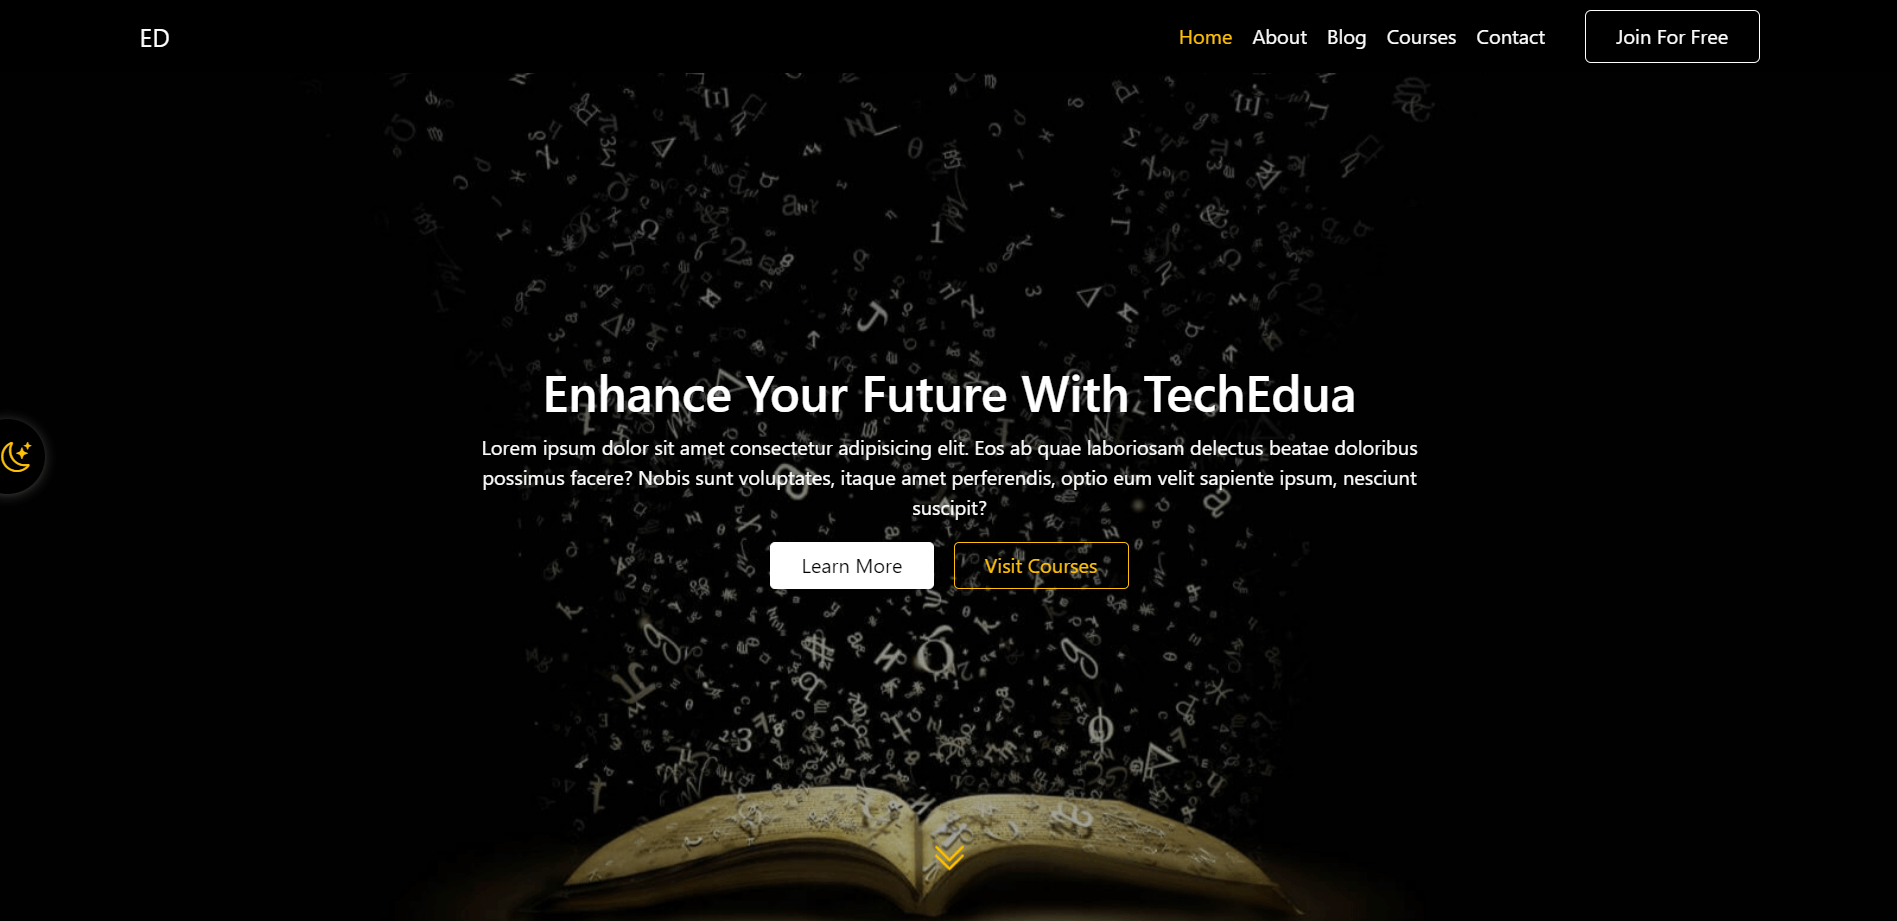 ED
Home About Blog Courses Contact Join For Free
Enhance Your Future With TechEdua
Lorem ipsum dolor sit amet consectetur adipisicing elit. Eos ab quae laboriosam delectus beatae doloribus
possimus facere? Nobis sunt voluptates, itaque amet perferendis, optio eum velit sapiente ipsum, nesciunt
suscipit?
Learn More Visit Courses